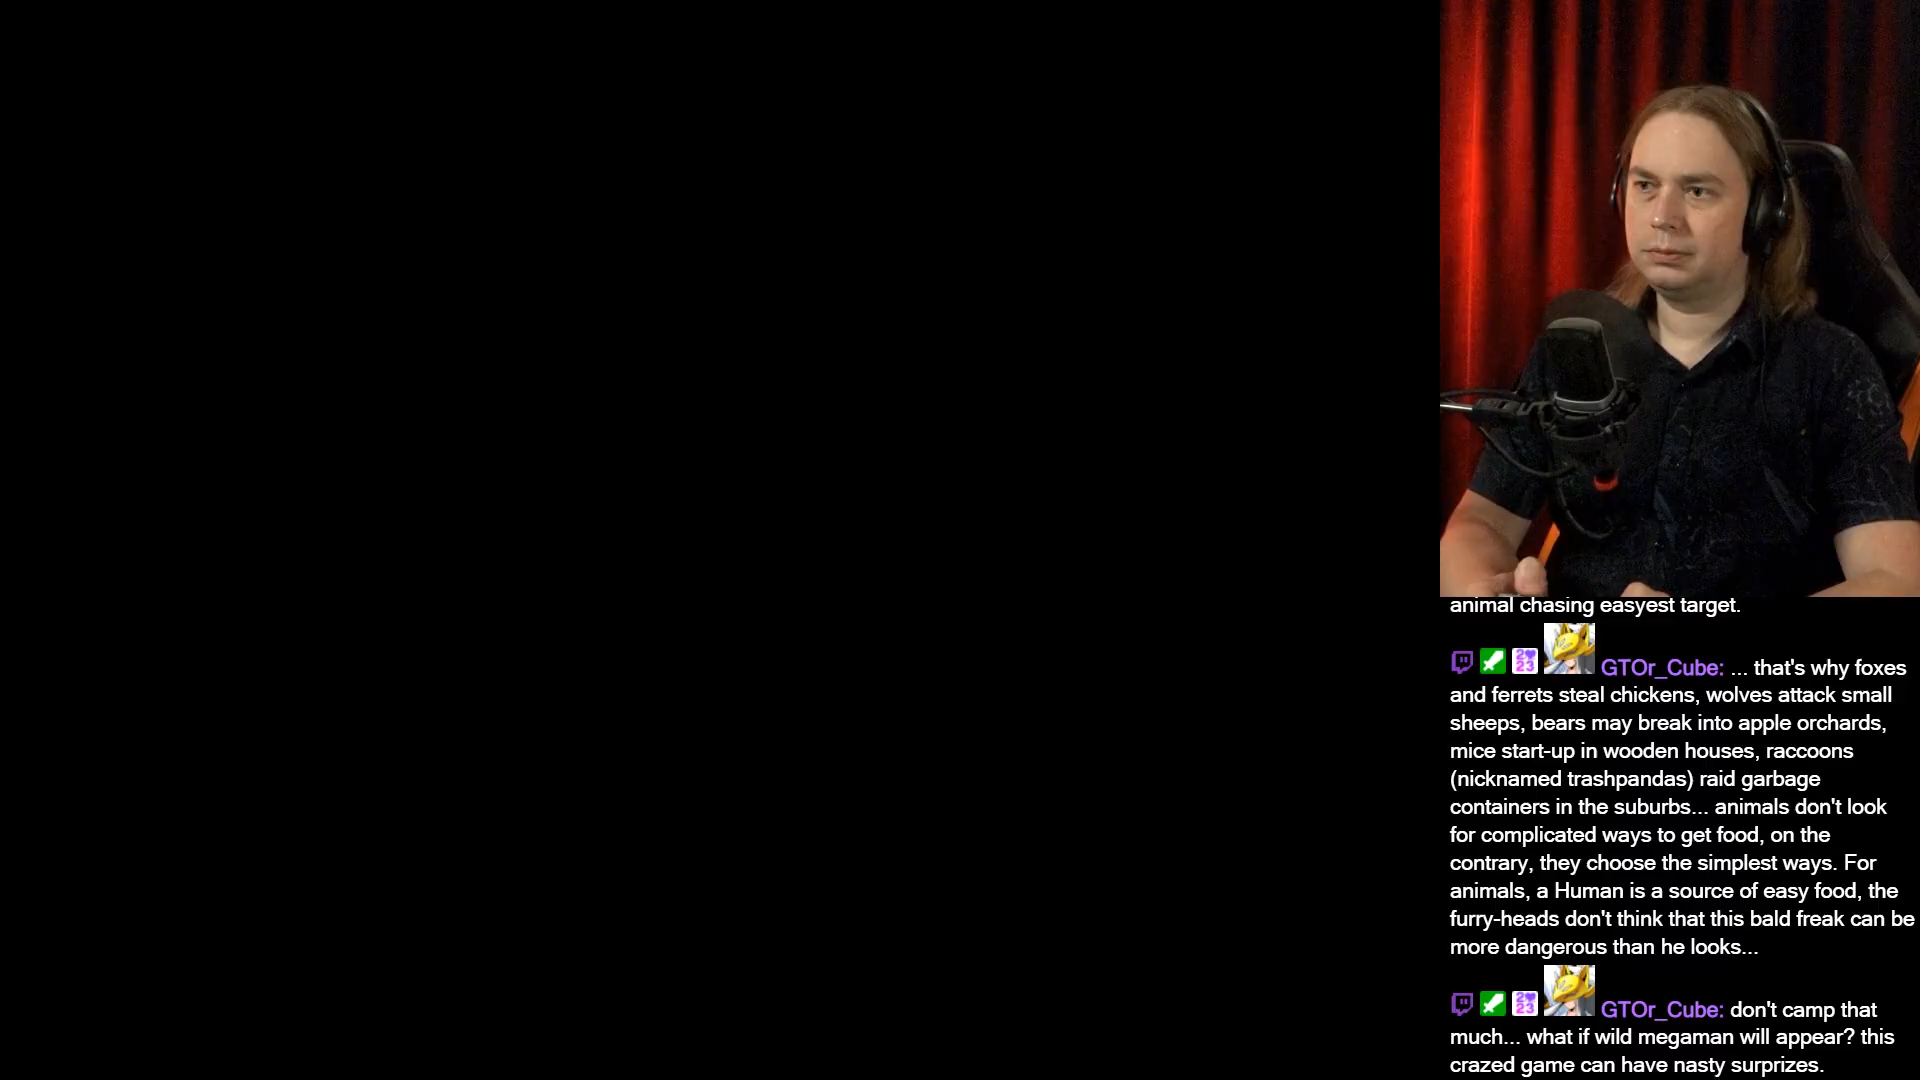 animal chasing easyest target.
GTOr_Cube: ... that's why foxes
and ferrets steal chickens, wolves attack small
sheeps, bears may break into apple orchards,
mice start-up in wooden houses, raccoons
(nicknamed trashpandas) raid garbage
containers in the suburbs... animals don't look
for complicated ways to get food, on the
contrary, they choose the simplest ways. For
animals, a Human is a source of easy food, the
furry-heads don't think that this bald freak can be
more dangerous than he looks...
GTOr_Cube: don't camp that
much... what if wild megaman will appear? this
crazed game can have nasty surprizes.